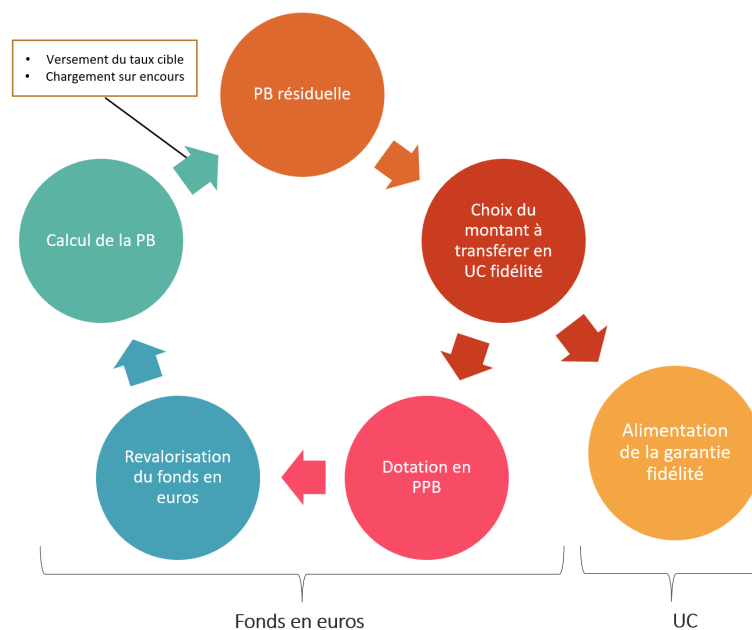 • Versement du taux cible
• Chargement sur encours
PB résiduelle
Calcul de la PB
Choix du
montant à
transférer en
UC fidélité
Revalorisation
du fonds en
euros
Dotation en
PPB
Alimentation
de la garantie
fidélité
Fonds en euros
UC